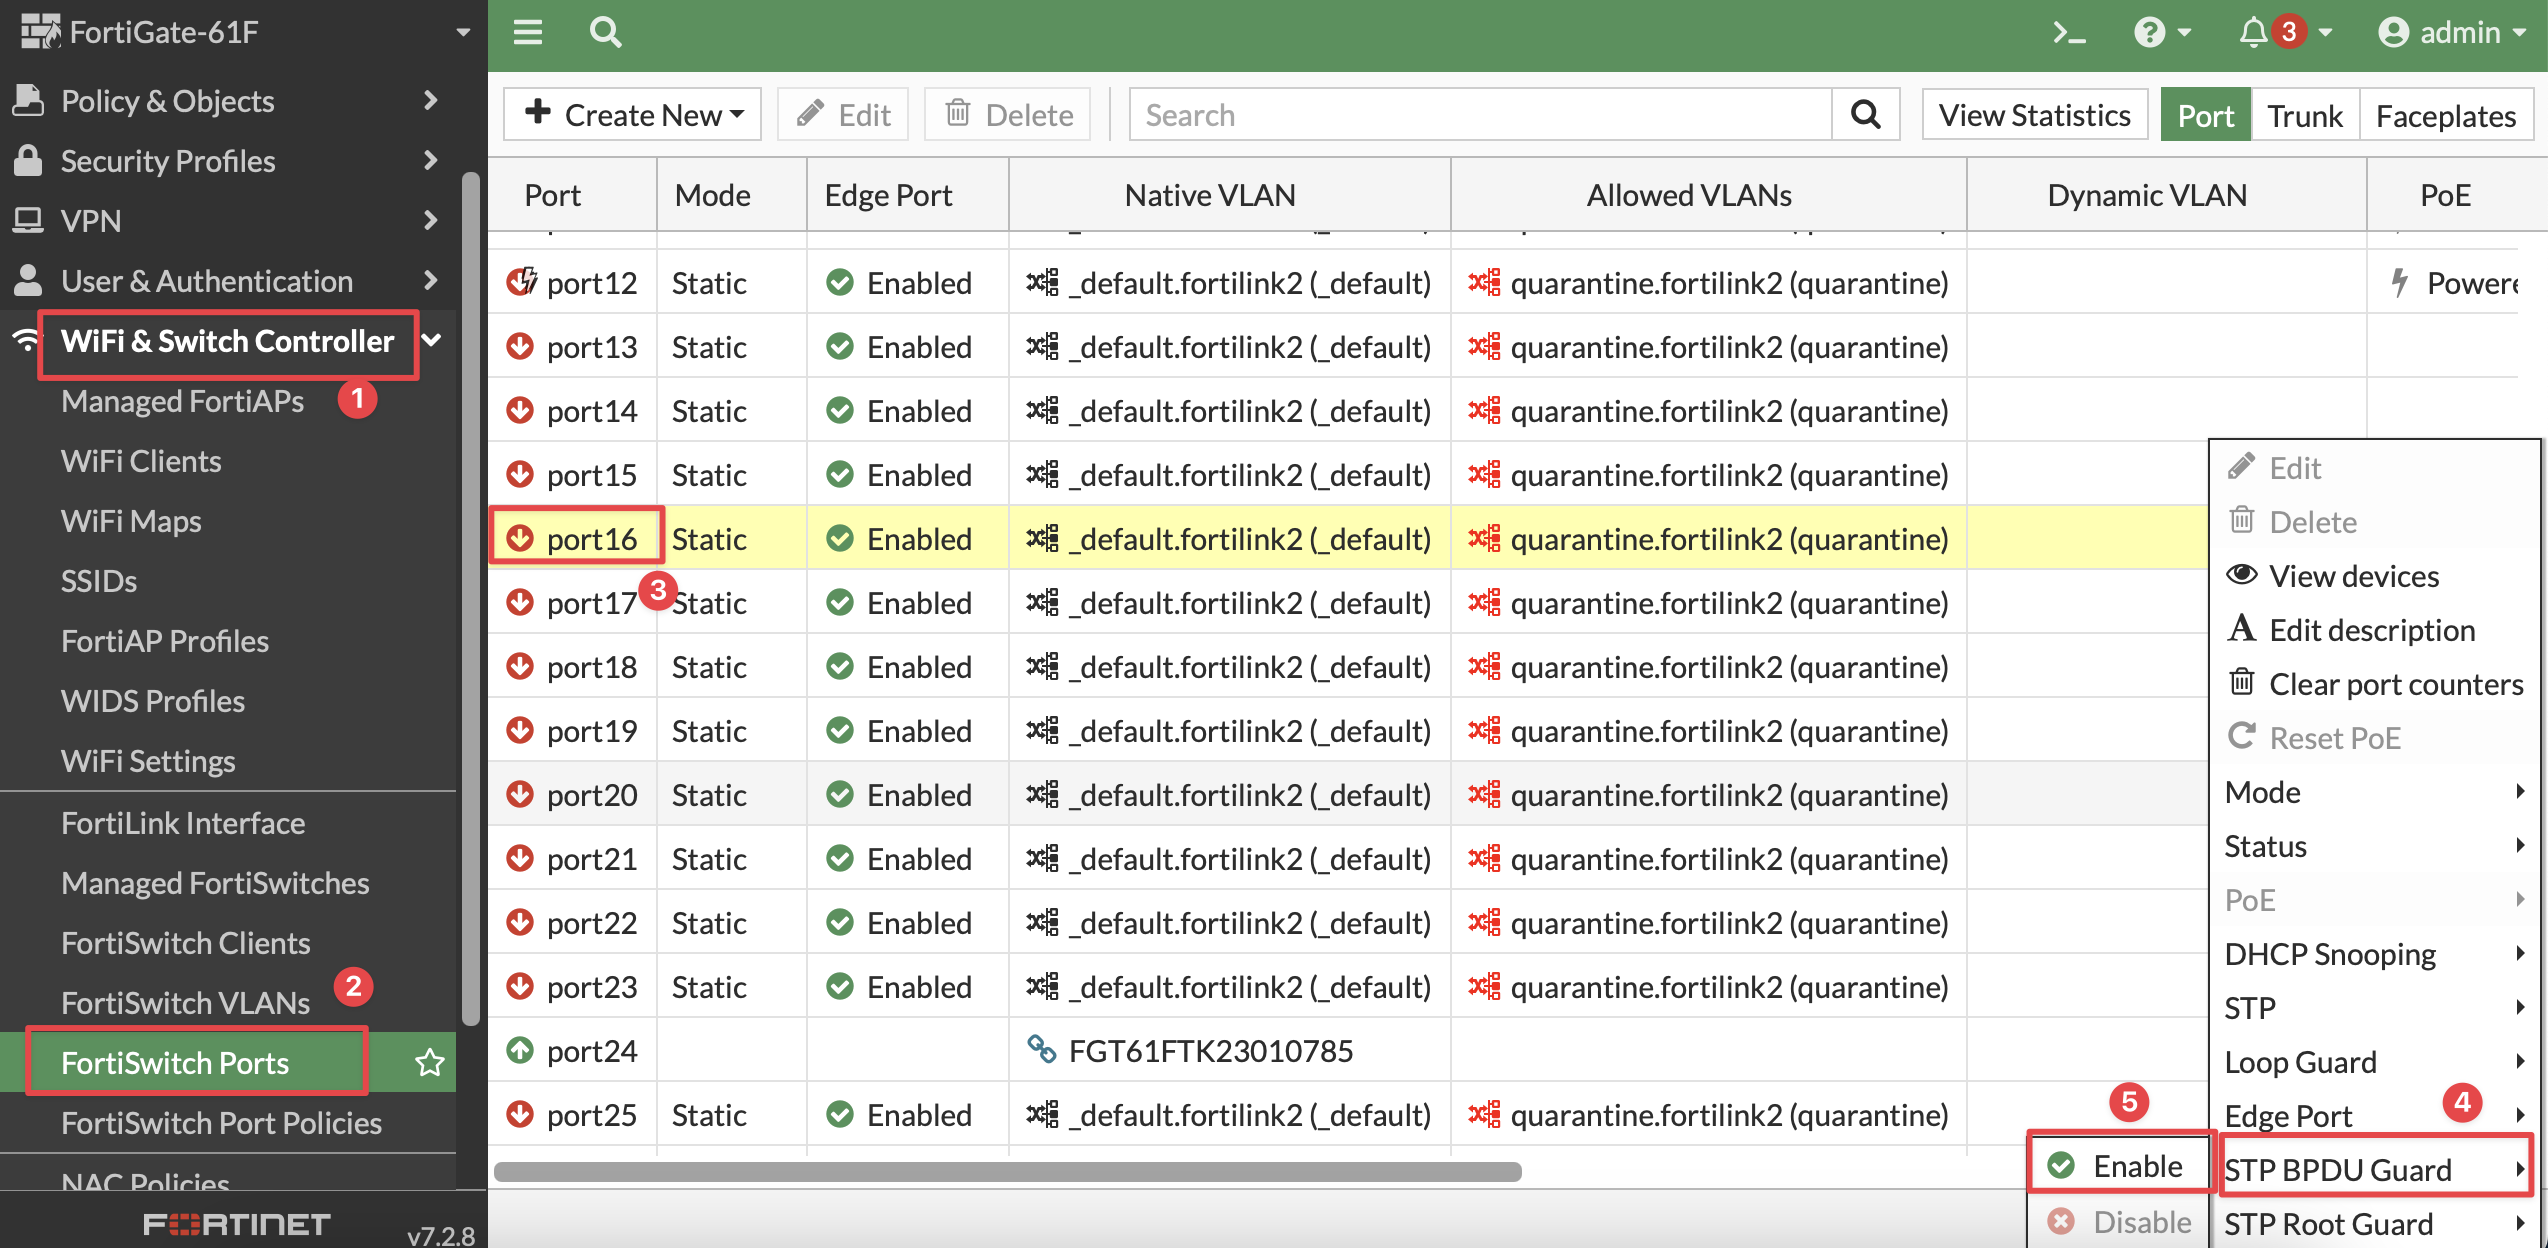 FortiGate-61F
3
admin
Policy & Objects
Security Profiles
VPN
User & Authentication
WiFi & Switch Controller
1
Managed FortiAPs
WiFi Clients
WiFi Maps
SSIDs
FortiAP Profiles
WIDS Profiles
WiFi Settings
FortiLink Interface
Managed FortiSwitches
FortiSwitch Clients
FortiSwitch VLANs
2
FortiSwitch Ports
FortiSwitch Port Policies
NAC Policies
FORTINET
v7.2.8
Create New Edit Delete Search View Statistics Port Trunk Faceplates
Port Mode Edge Port Native VLAN Allowed VLANs Dynamic VLAN PoE
port12 Static Enabled _default.fortilink2 (_default) quarantine.fortilink2 (quarantine) Powere
port13 Static Enabled _default.fortilink2 (_default) quarantine.fortilink2 (quarantine)
port14 Static Enabled _default.fortilink2 (_default) quarantine.fortilink2 (quarantine)
port15 Static Enabled _default.fortilink2 (_default) quarantine.fortilink2 (quarantine)
port16 Static Enabled _default.fortilink2 (_default) quarantine.fortilink2 (quarantine)
3
port17 Static Enabled _default.fortilink2 (_default) quarantine.fortilink2 (quarantine)
port18 Static Enabled _default.fortilink2 (_default) quarantine.fortilink2 (quarantine)
port19 Static Enabled _default.fortilink2 (_default) quarantine.fortilink2 (quarantine)
port20 Static Enabled _default.fortilink2 (_default) quarantine.fortilink2 (quarantine)
port21 Static Enabled _default.fortilink2 (_default) quarantine.fortilink2 (quarantine)
port22 Static Enabled _default.fortilink2 (_default) quarantine.fortilink2 (quarantine)
port23 Static Enabled _default.fortilink2 (_default) quarantine.fortilink2 (quarantine)
port24 FGT61FTK23010785
port25 Static Enabled _default.fortilink2 (_default) quarantine.fortilink2 (quarantine)
Edit
Delete
View devices
Edit description
Clear port counters
Reset PoE
Mode
Status
PoE
DHCP Snooping
STP
Loop Guard
Edge Port
4
STP BPDU Guard
STP Root Guard
5
Enable
Disable